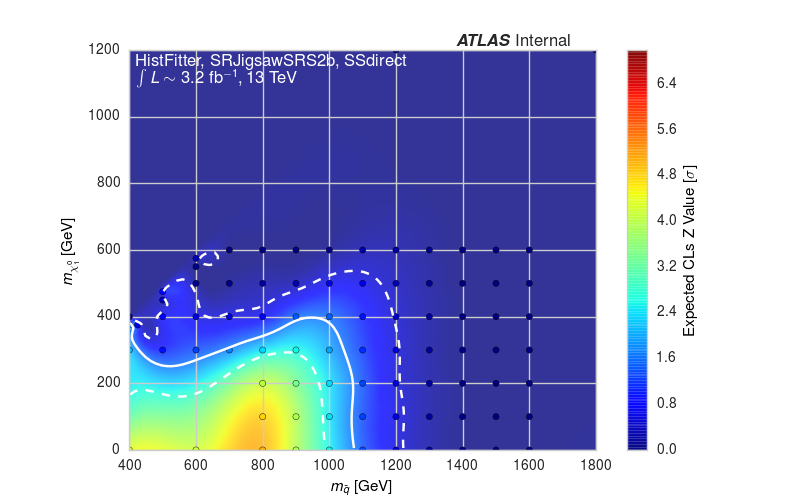 ATLAS Internal
HistFitter, SRJigsawSRS2b, SSdirect
∫ L ∼ 3.2 fb⁻¹, 13 TeV
1200
1000
800
600
400
200
0
m_χ̃₁⁰ [GeV]
400 600 800 1000 1200 1400 1600 1800
m_q̃ [GeV]
6.4
5.6
4.8
4.0
3.2
2.4
1.6
0.8
0.0
Expected CLs Z Value [σ]